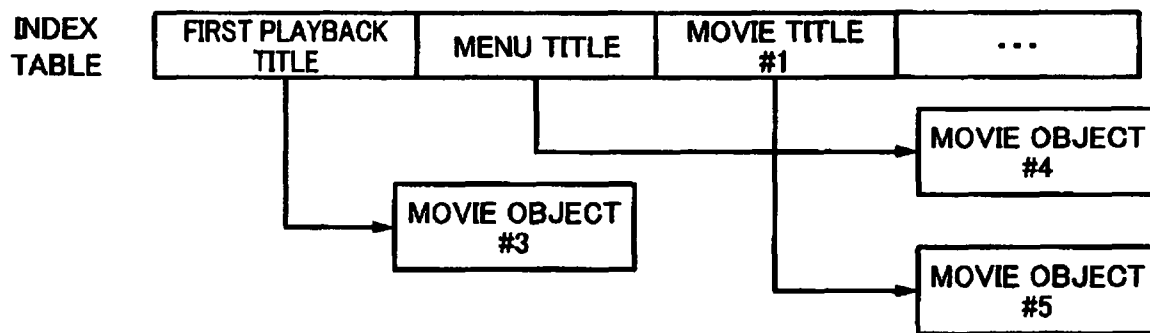 INDEX
TABLE
FIRST PLAYBACK
TITLE
MENU TITLE
MOVIE TITLE
#1
...
MOVIE OBJECT
#4
MOVIE OBJECT
#3
MOVIE OBJECT
#5